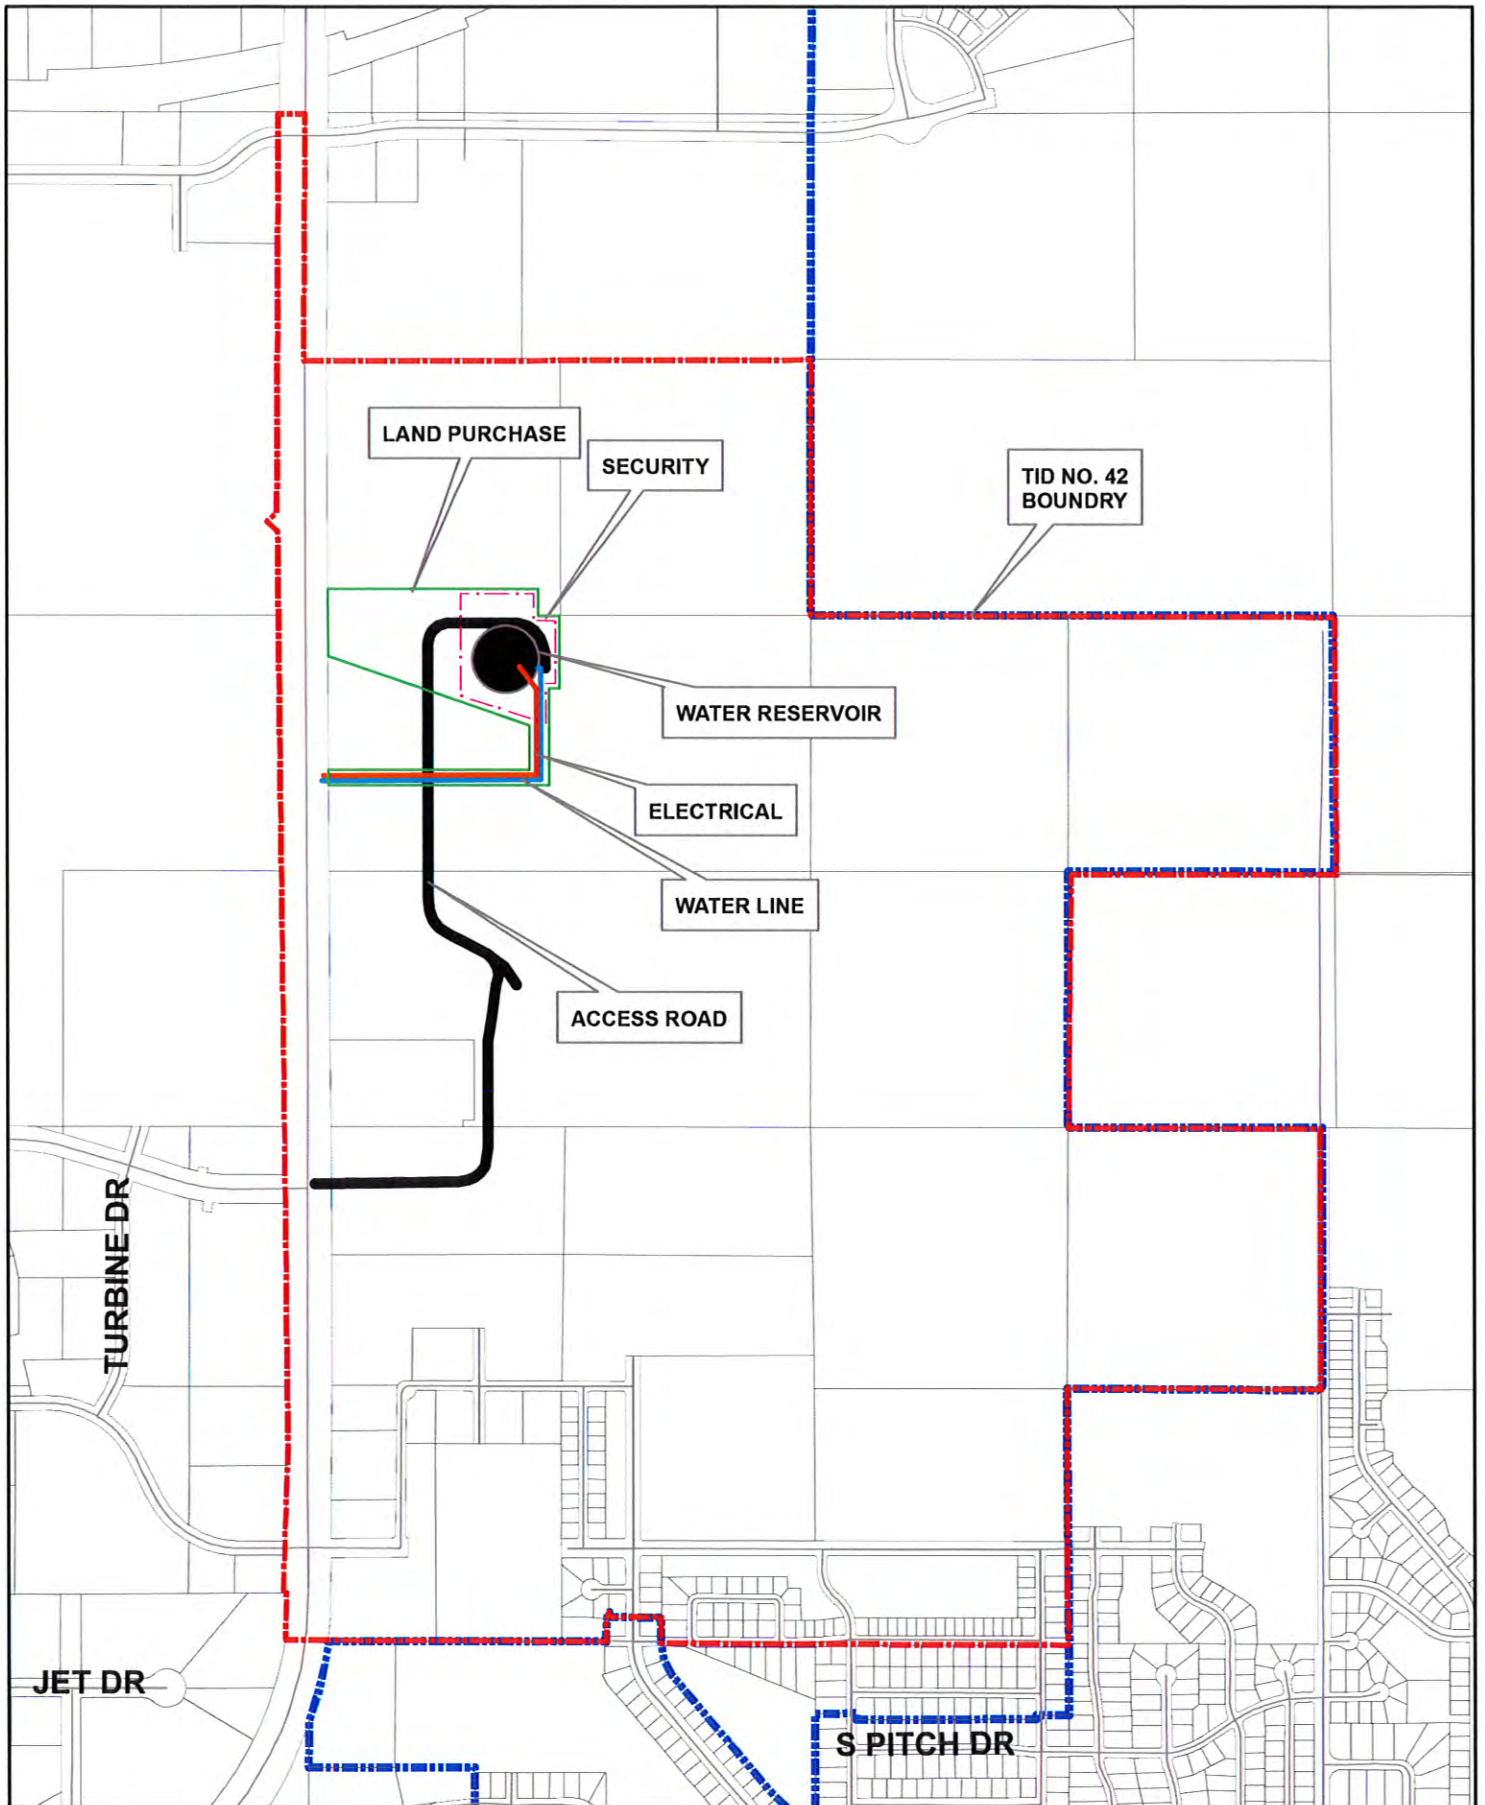 LAND PURCHASE
SECURITY
TID NO. 42
BOUNDRY
WATER RESERVOIR
ELECTRICAL
WATER LINE
ACCESS ROAD
TURBINE DR
JET DR
S PITCH DR